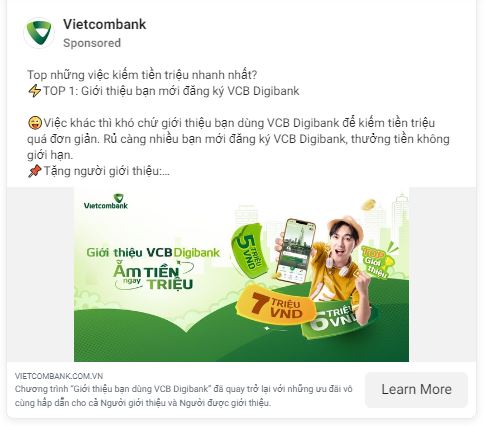 Vietcombank
Sponsored
Top những việc kiếm tiền triệu nhanh nhất?
⚡TOP 1: Giới thiệu bạn mới đăng ký VCB Digibank
😜Việc khác thì khó chứ giới thiệu bạn dùng VCB Digibank để kiếm tiền triệu
quá đơn giản. Rủ càng nhiều bạn mới đăng ký VCB Digibank, thưởng tiền không
giới hạn.
📌Tặng người giới thiệu:...
Vietcombank
Giới thiệu VCB Digibank
ẴM TIỀN
ngay TRIỆU
5 TRIỆU
VND
TOP
Giới
thiệu
7 TRIỆU
VND
6 TRIỆU
VND
VIETCOMBANK.COM.VN
Chương trình "Giới thiệu bạn dùng VCB Digibank" đã quay trở lại với những ưu đãi vô
cùng hấp dẫn cho cả Người giới thiệu và Người được giới thiệu.
Learn More